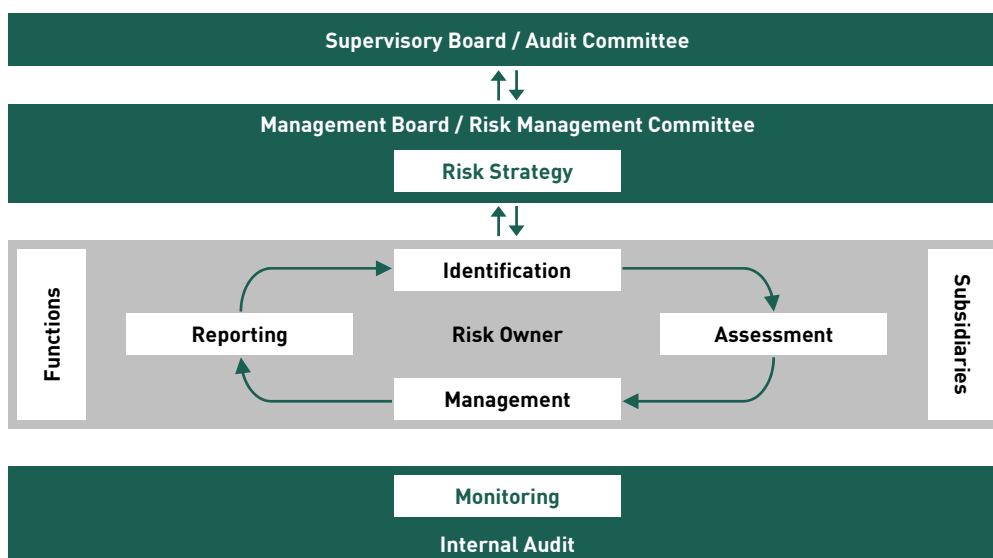 Supervisory Board / Audit Committee
Management Board / Risk Management Committee
Risk Strategy
Functions
Identification
Reporting
Risk Owner
Assessment
Management
Subsidiaries
Monitoring
Internal Audit